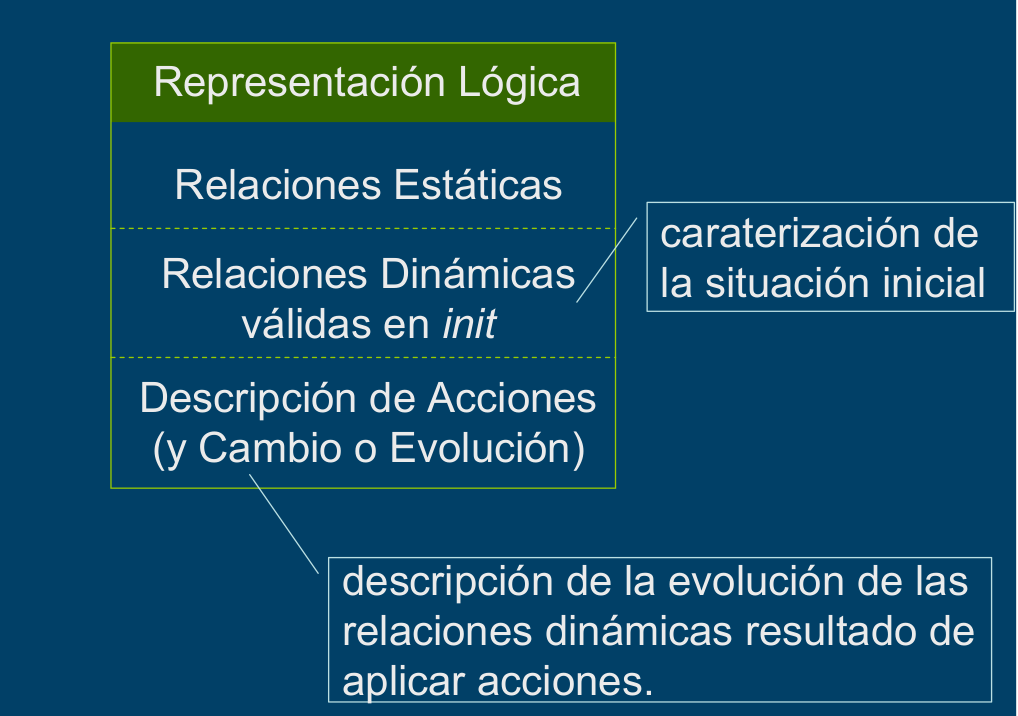 Representación Lógica
Relaciones Estáticas
Relaciones Dinámicas
válidas en init
caraterización de
la situación inicial
Descripción de Acciones
(y Cambio o Evolución)
descripción de la evolución de las
relaciones dinámicas resultado de
aplicar acciones.